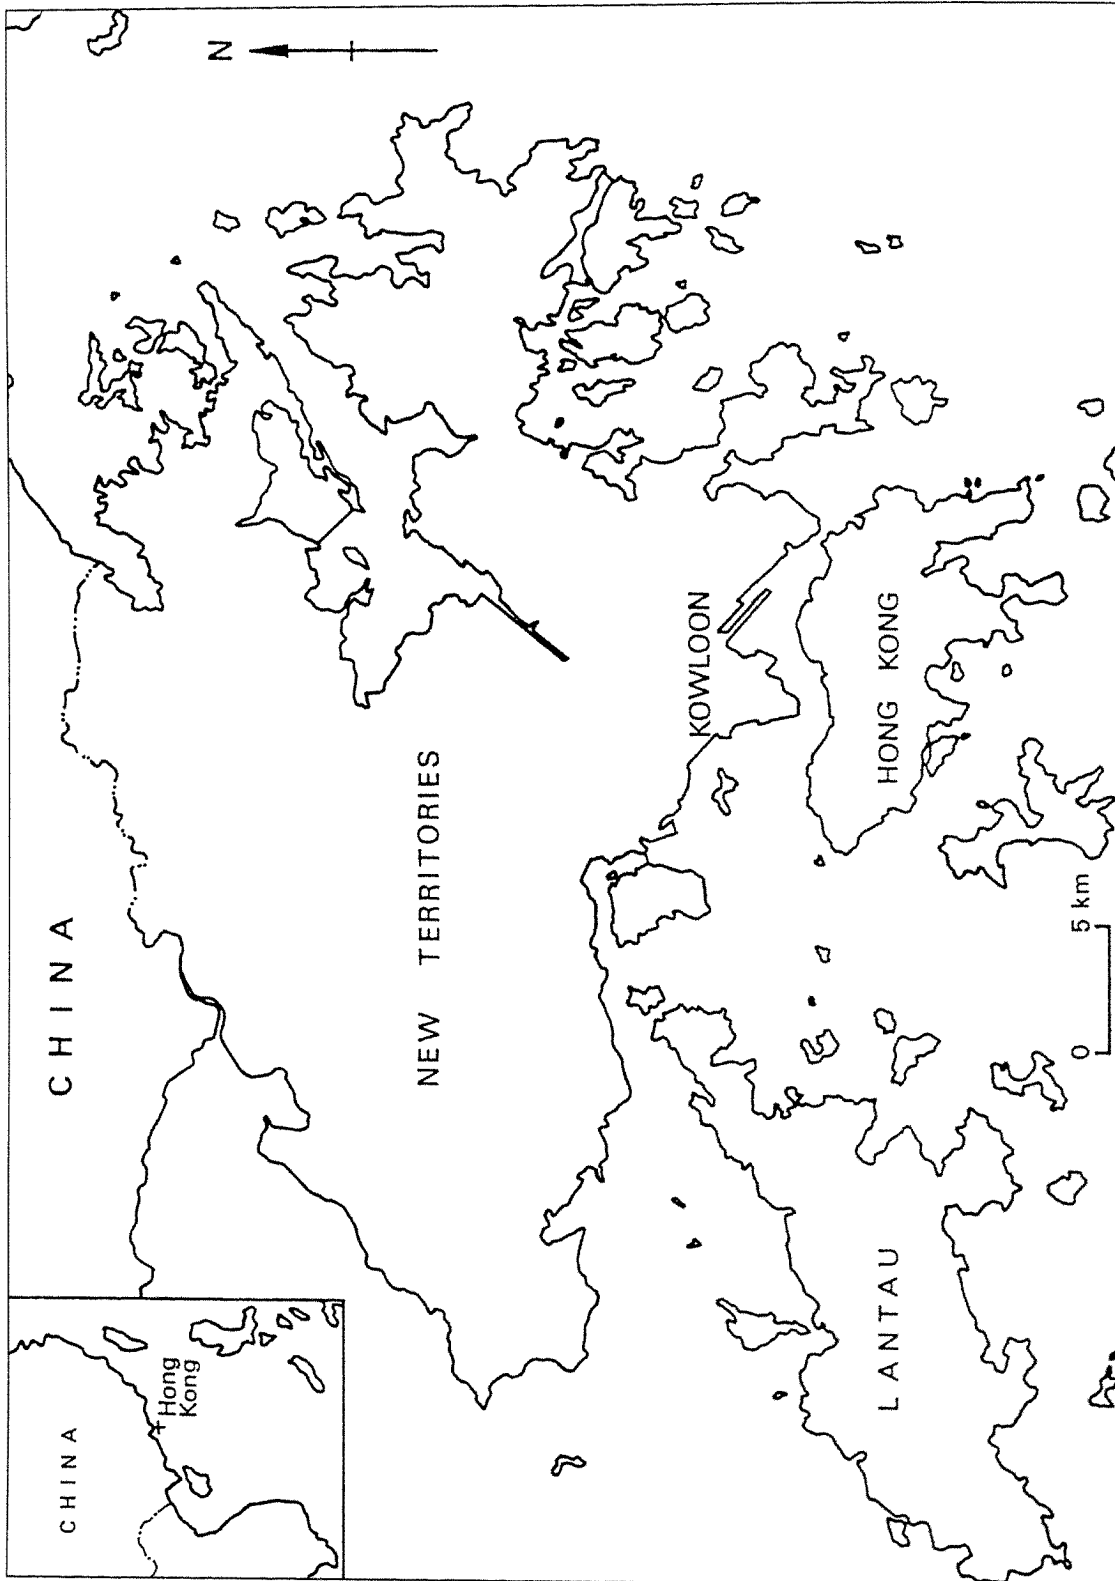 N
CHINA
NEW TERRITORIES
KOWLOON
HONG KONG
LANTAU
0 5 km
CHINA
Hong
Kong